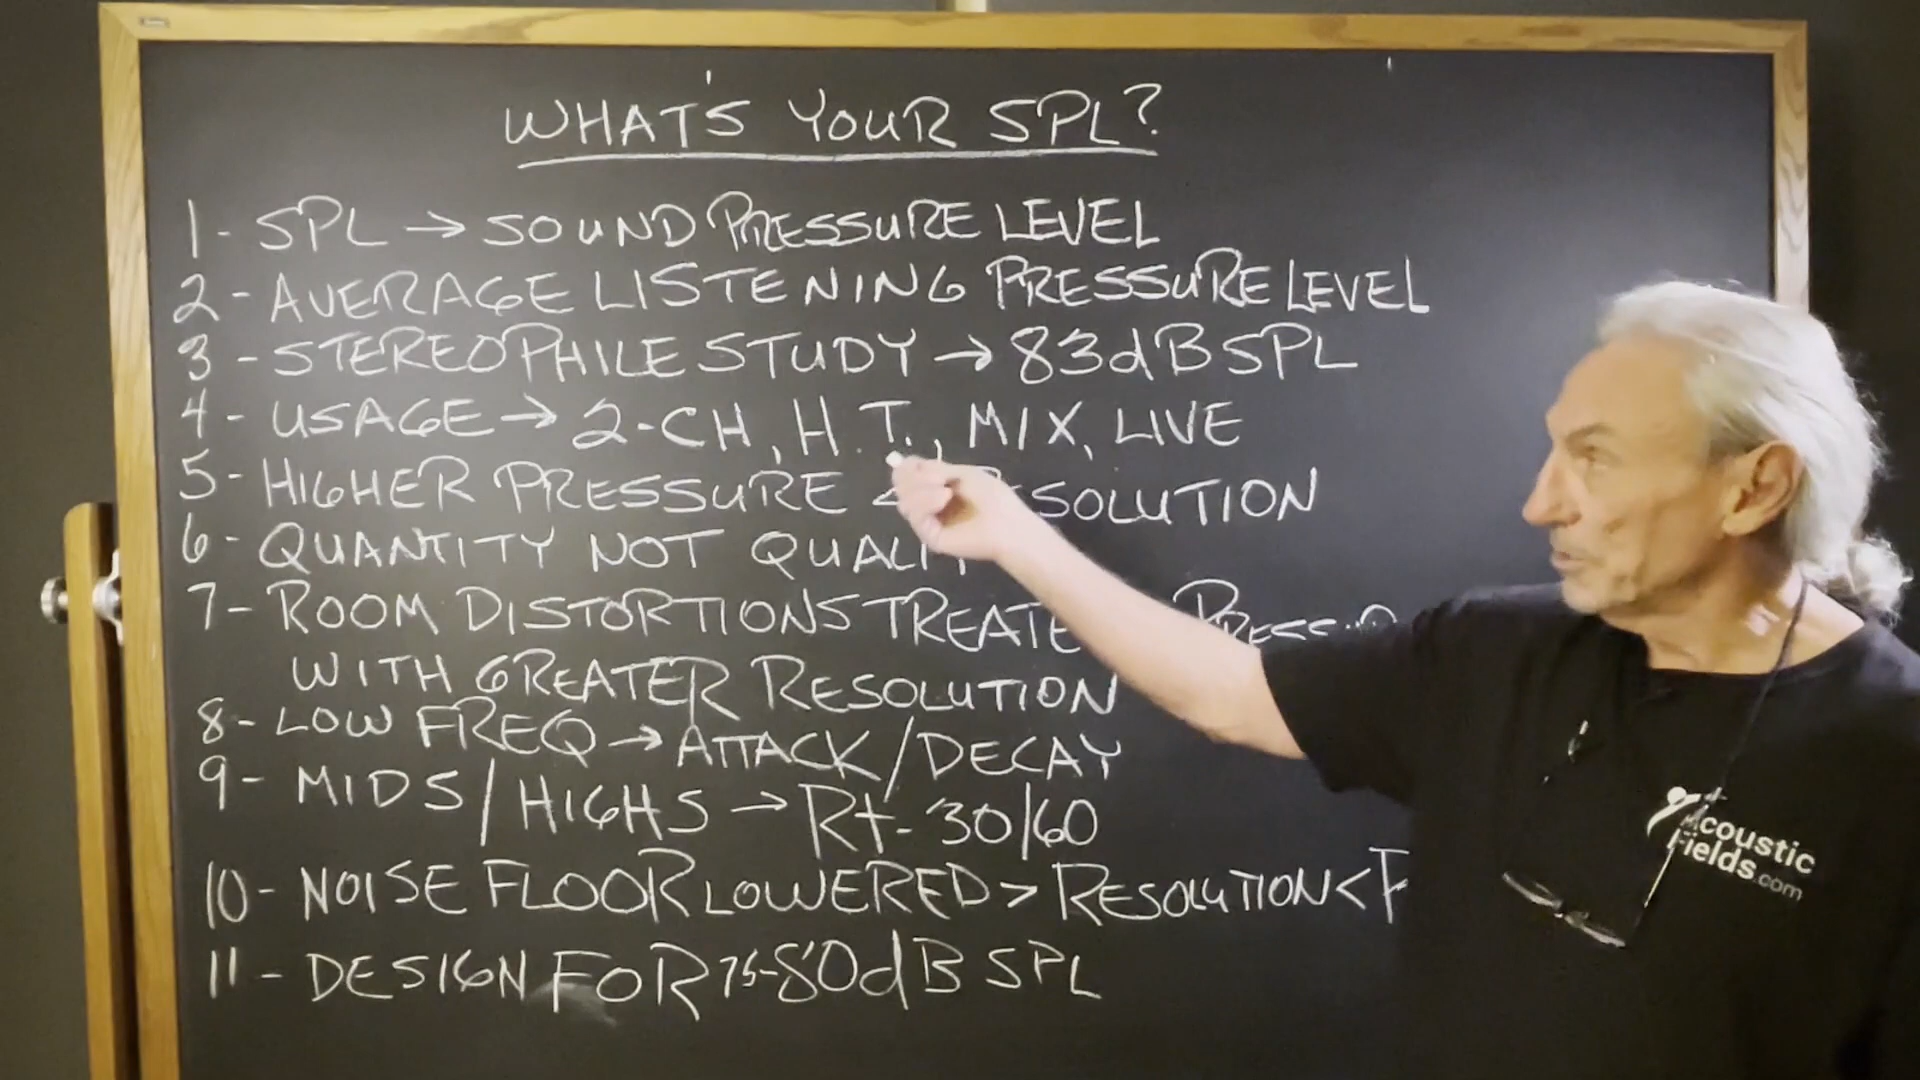 WHAT'S YOUR SPL?
1- SPL → SOUND PRESSURE LEVEL
2- AVERAGE LISTENING PRESSURE LEVEL
3- STEREOPHILE STUDY → 83dB SPL
4- USAGE → 2-CH, H.T., MIX, LIVE
5- HIGHER PRESSURE < RESOLUTION
6- QUANTITY NOT QUALITY
7- ROOM DISTORTIONS
WITH GREATER RESOLUTION
8- LOW FREQ → ATTACK/DECAY
9- MIDS/HIGHS → Rt-30/60
10- NOISE FLOOR LOWERED > RESOLUTION <
11- DESIGN FOR 75-80dB SPL
Acoustic
Fields.com